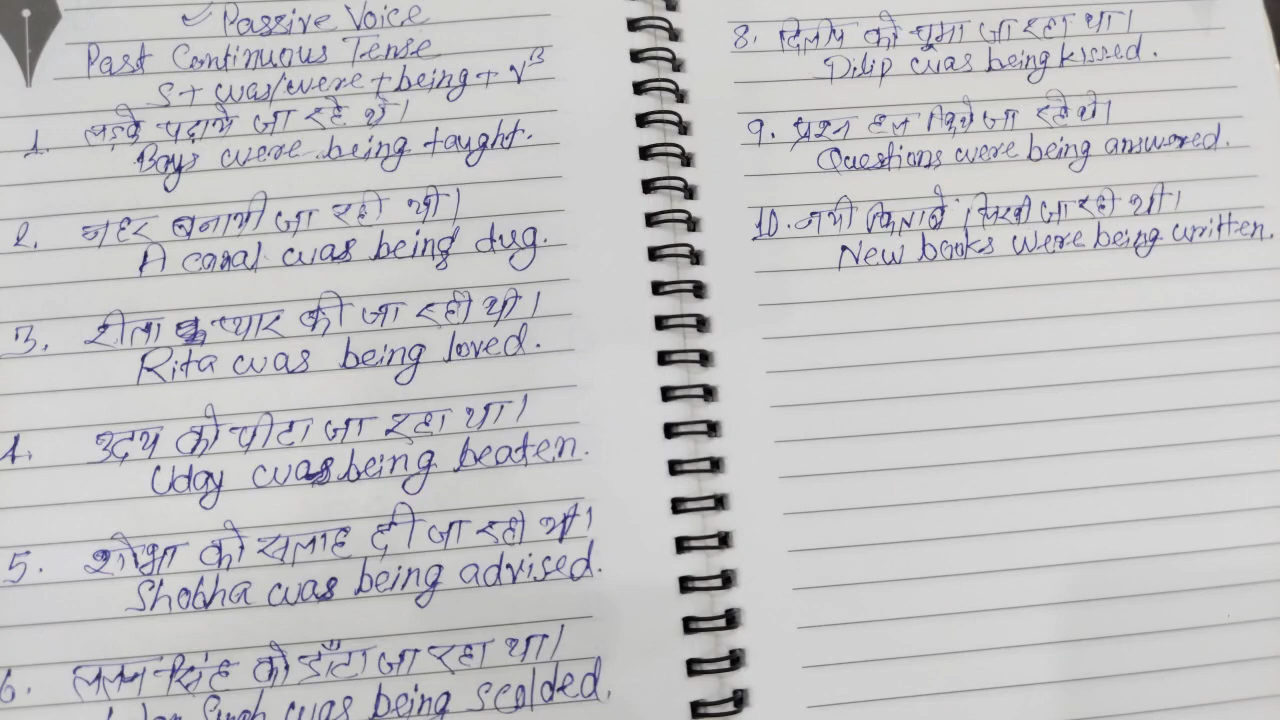 ✓ Passive Voice
Past Continuous Tense
S + was/were + being + V3
1. लड़के पढ़ाये जा रहे थे।
Boys were being taught.
2. नहर बनायी जा रही थी।
A canal was being dug.
3. रीता प्यार की जा रही थी।
Rita was being loved.
4. उदय को पीटा जा रहा था।
Uday was being beaten.
5. शोभा को सलाह दी जा रही थी।
Shobha was being advised.
6. ललन सिंह को डाँटा जा रहा था।
Singh was being scolded.
8. दिलीप को चूमा जा रहा था।
Dilip was being kissed.
9. प्रश्न हल किये जा रहे थे।
Questions were being answered.
10. नयी किताबें लिखी जा रही थी।
New books were being written.